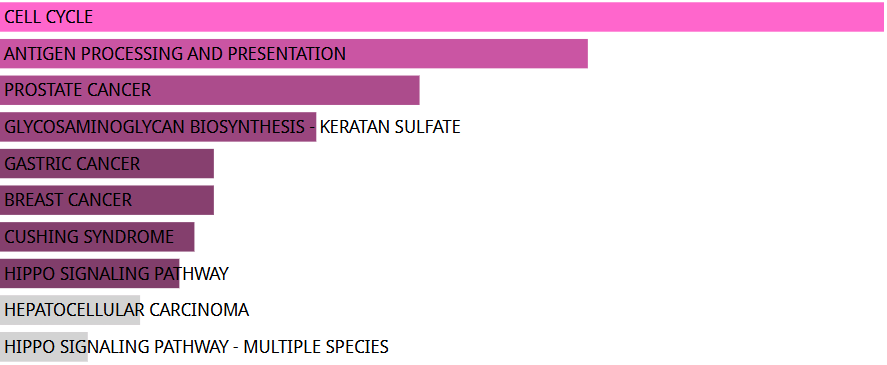 CELL CYCLE
ANTIGEN PROCESSING AND PRESENTATION
PROSTATE CANCER
GLYCOSAMINOGLYCAN BIOSYNTHESIS - KERATAN SULFATE
GASTRIC CANCER
BREAST CANCER
CUSHING SYNDROME
HIPPO SIGNALING PATHWAY
HEPATOCELLULAR CARCINOMA
HIPPO SIGNALING PATHWAY - MULTIPLE SPECIES